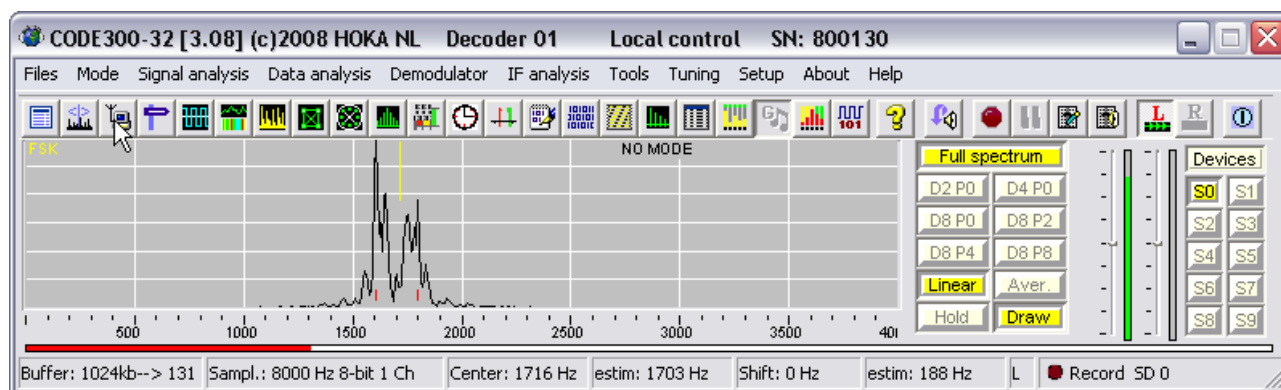 CODE300-32 [3.08] (c)2008 HOKA NL Decoder 01 Local control SN: 800130
Files Mode Signal analysis Data analysis Demodulator IF analysis Tools Tuning Setup About Help
101
G
L
R
FSK
NO MODE
Full spectrum
Devices
D2 P0 D4 P0
S0 S1
D8 P0 D8 P2
S2 S3
D8 P4 D8 P8
S4 S5
Linear Aver.
S6 S7
Hold Draw
S8 S9
500 1000 1500 2000 2500 3000 3500 40
Buffer: 1024kb--> 131 Sampl.: 8000 Hz 8-bit 1 Ch Center: 1716 Hz estim: 1703 Hz Shift: 0 Hz estim: 188 Hz L Record SD 0